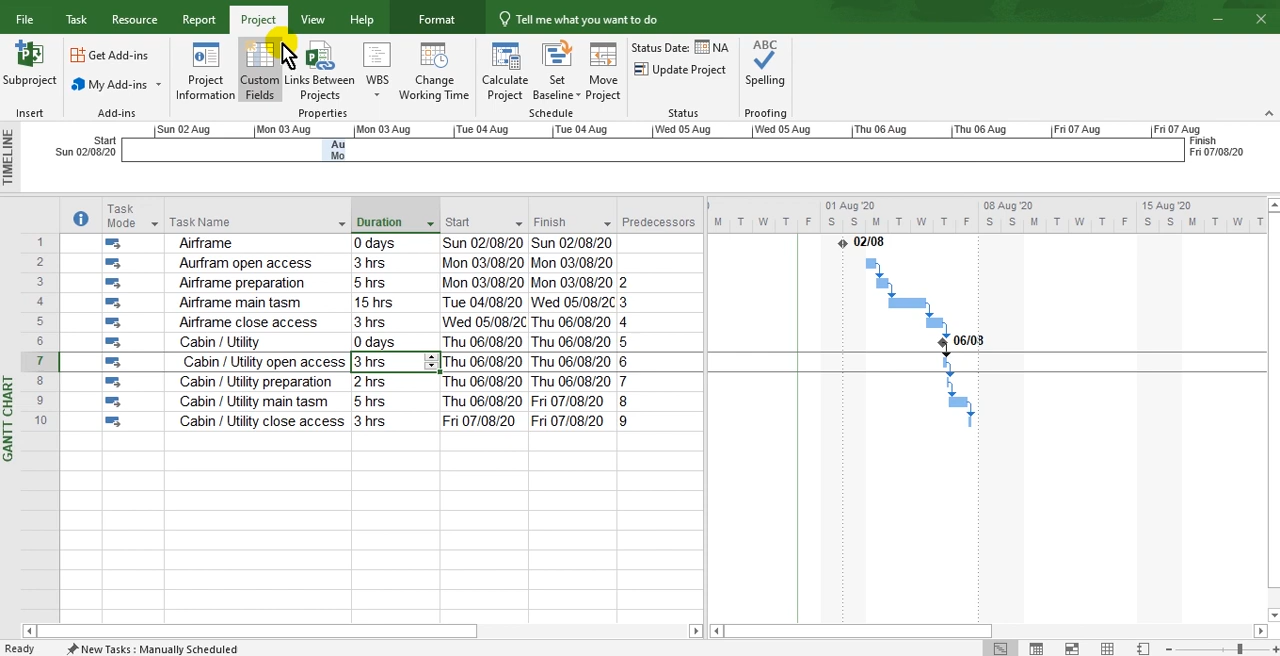 File Task Resource Report Project View Help Format Tell me what you want to do
Subproject
Insert
Get Add-ins
My Add-ins
Add-ins
Project Information
Custom Fields
Links Between Projects
WBS
Change Working Time
Properties
Calculate Project
Set Baseline
Move Project
Schedule
Status Date: NA
Update Project
Status
ABC
Spelling
Proofing
TIMELINE
Sun 02 Aug Mon 03 Aug Mon 03 Aug Tue 04 Aug Tue 04 Aug Wed 05 Aug Wed 05 Aug Thu 06 Aug Thu 06 Aug Fri 07 Aug Fri 07 Aug
Start
Sun 02/08/20
Au
Mo
Finish
Fri 07/08/20
GANTT CHART
Task Mode Task Name Duration Start Finish Predecessors
1 Airframe 0 days Sun 02/08/20 Sun 02/08/20
2 Aurfram open access 3 hrs Mon 03/08/20 Mon 03/08/20
3 Airframe preparation 5 hrs Mon 03/08/20 Mon 03/08/20 2
4 Airframe main tasm 15 hrs Tue 04/08/20 Wed 05/08/20 3
5 Airframe close access 3 hrs Wed 05/08/20 Thu 06/08/20 4
6 Cabin / Utility 0 days Thu 06/08/20 Thu 06/08/20 5
7 Cabin / Utility open access 3 hrs Thu 06/08/20 Thu 06/08/20 6
8 Cabin / Utility preparation 2 hrs Thu 06/08/20 Thu 06/08/20 7
9 Cabin / Utility main tasm 5 hrs Thu 06/08/20 Fri 07/08/20 8
10 Cabin / Utility close access 3 hrs Fri 07/08/20 Fri 07/08/20 9
01 Aug '20 08 Aug '20 15 Aug '20
M T W T F S S M T W T F S S M T W T F S S M T W T
02/08
06/08
Ready New Tasks : Manually Scheduled